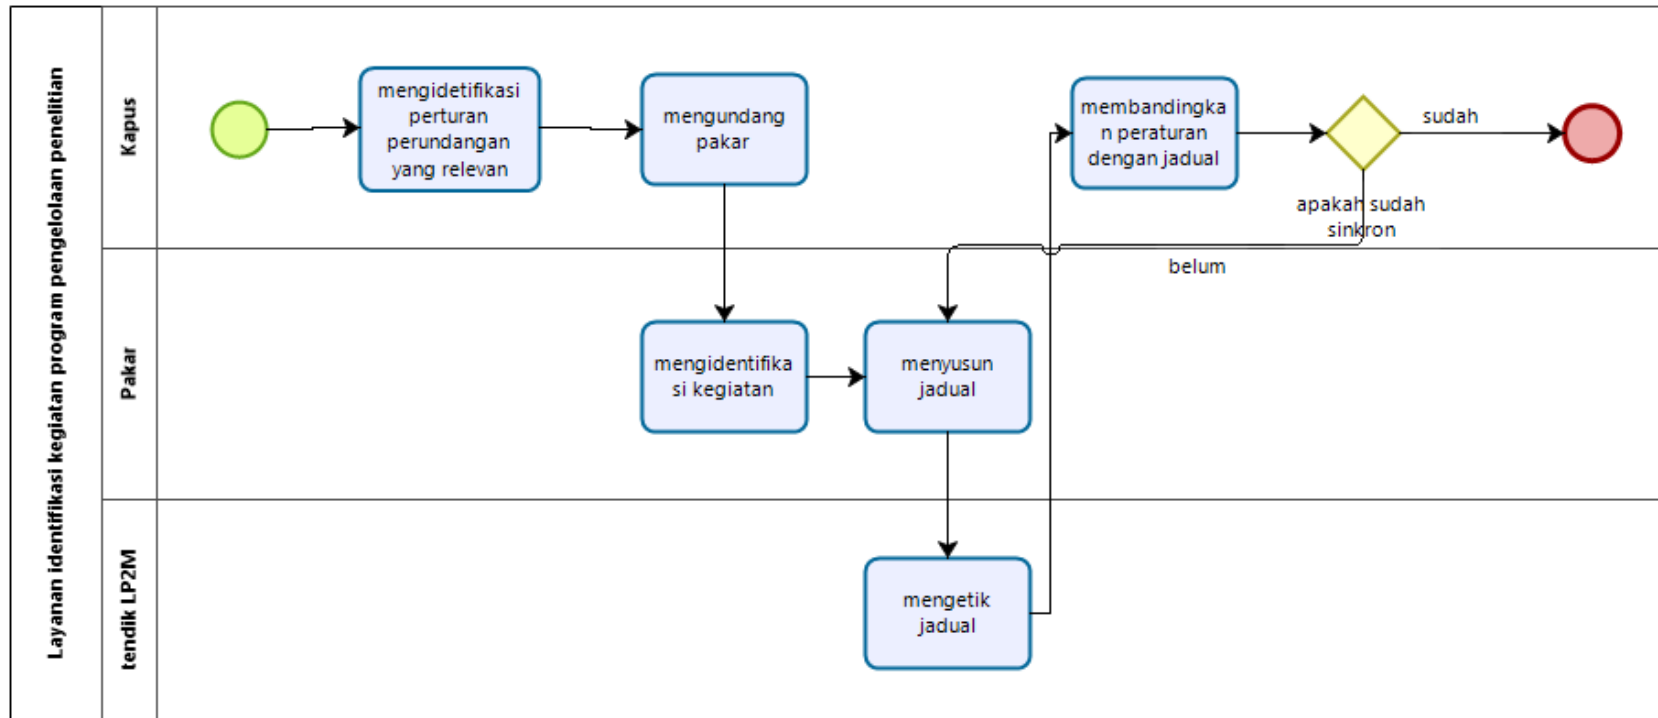 Layanan identifikasi kegiatan program pengelolaan penelitian
Kapus
mengidetifikasi
perturan
perundangan
yang relevan
mengundang
pakar
membandingka
n peraturan
dengan jadual
sudah
apakah sudah
sinkron
belum
Pakar
mengidentifika
si kegiatan
menyusun
jadual
tendik LP2M
mengetik
jadual